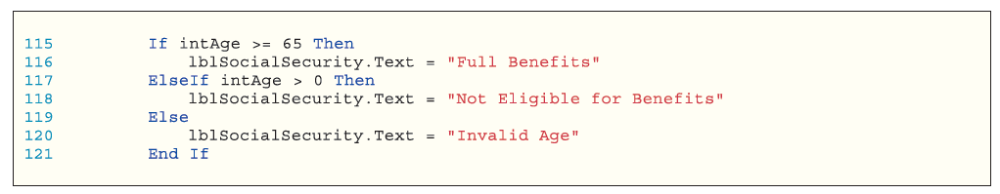 115 If intAge >= 65 Then
116 lblSocialSecurity.Text = "Full Benefits"
117 ElseIf intAge > 0 Then
118 lblSocialSecurity.Text = "Not Eligible for Benefits"
119 Else
120 lblSocialSecurity.Text = "Invalid Age"
121 End If